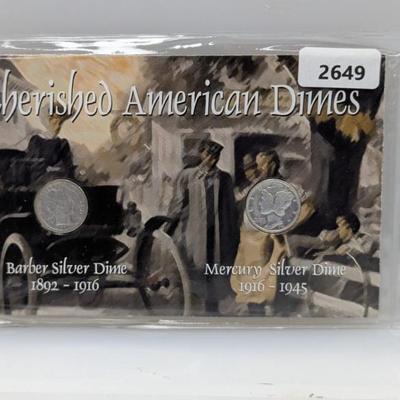 2649
herished American Dimes
Barber Silver Dime
1892 - 1916
Mercury Silver Dime
1916 - 1945